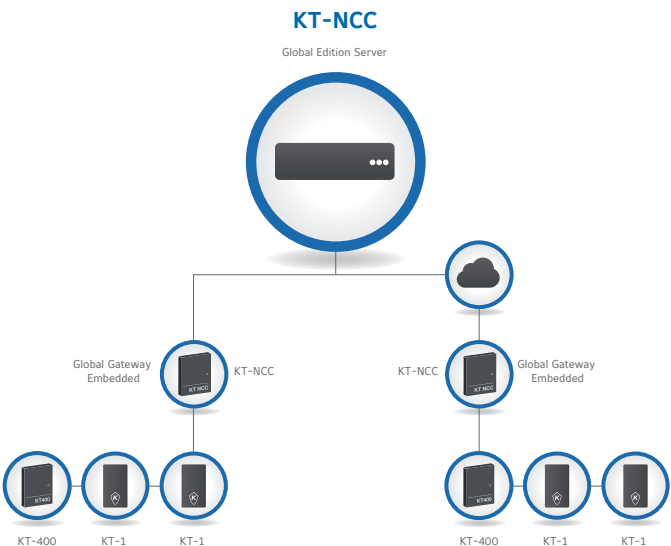 KT-NCC
Global Edition Server
Global Gateway
Embedded
KT-NCC
KT NCC
KT-NCC
KT NCC
Global Gateway
Embedded
KT400
K
K
KT400
K
K
KT-400
KT-1
KT-1
KT-400
KT-1
KT-1